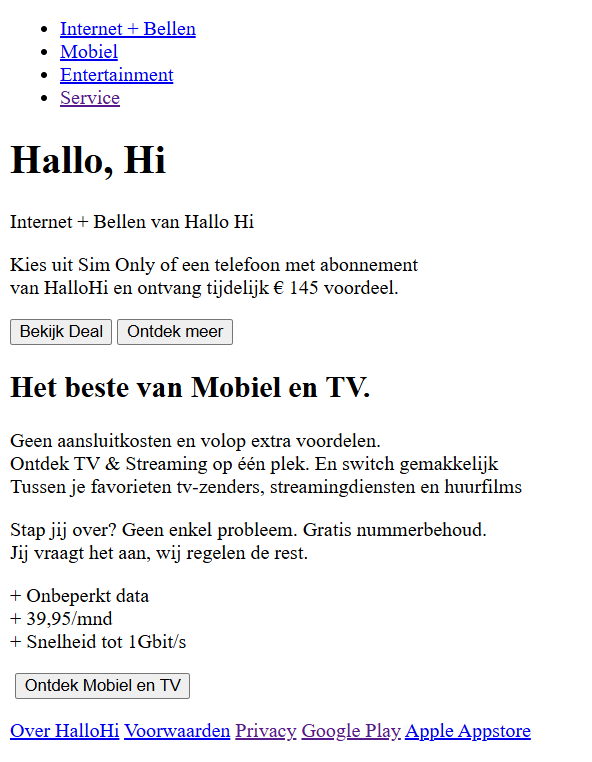 Internet + Bellen
Mobiel
Entertainment
Service
Hallo, Hi
Internet + Bellen van Hallo Hi
Kies uit Sim Only of een telefoon met abonnement
van HalloHi en ontvang tijdelijk € 145 voordeel.
Bekijk Deal Ontdek meer
Het beste van Mobiel en TV.
Geen aansluitkosten en volop extra voordelen.
Ontdek TV & Streaming op één plek. En switch gemakkelijk
Tussen je favorieten tv-zenders, streamingdiensten en huurfilms
Stap jij over? Geen enkel probleem. Gratis nummerbehoud.
Jij vraagt het aan, wij regelen de rest.
+ Onbeperkt data
+ 39,95/mnd
+ Snelheid tot 1Gbit/s
Ontdek Mobiel en TV
Over HalloHi Voorwaarden Privacy Google Play Apple Appstore